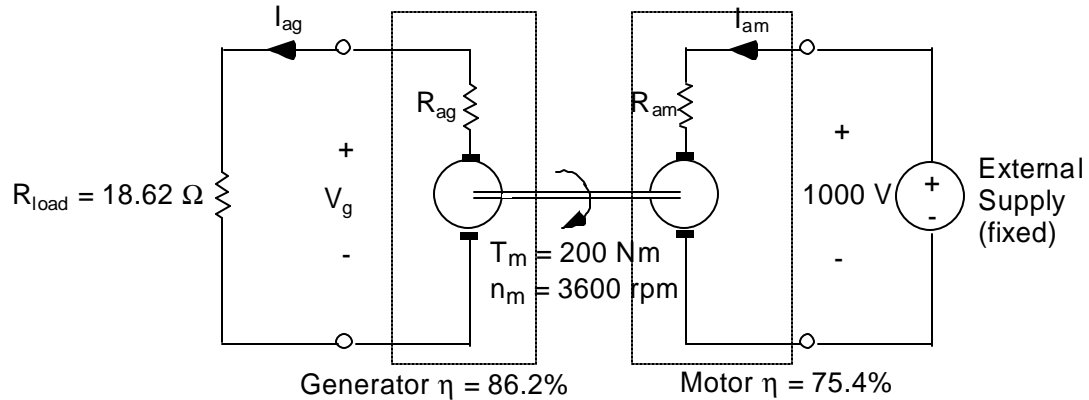 I_ag
I_am
R_ag
R_am
+
+
R_load = 18.62 Ω
V_g
1000 V
+
-
External
Supply
(fixed)
-
-
T_m = 200 Nm
n_m = 3600 rpm
Generator η = 86.2%
Motor η = 75.4%